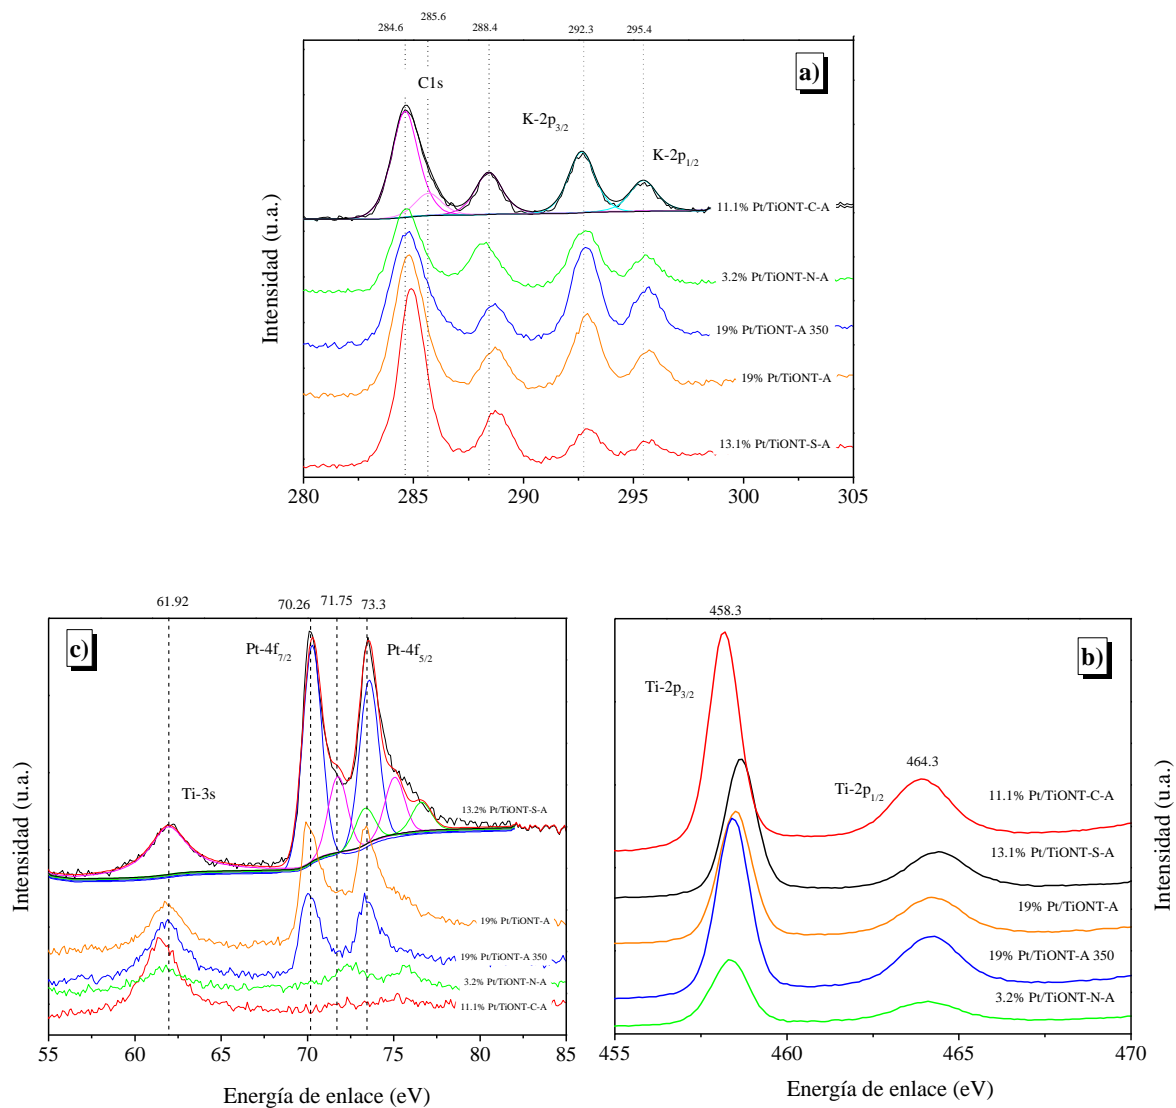 284.6 285.6 288.4 292.3 295.4
a)
C1s
K-2p3/2
K-2p1/2
11.1% Pt/TiONT-C-A
3.2% Pt/TiONT-N-A
19% Pt/TiONT-A 350
19% Pt/TiONT-A
13.1% Pt/TiONT-S-A
Intensidad (u.a.)
280 285 290 295 300 305
61.92 70.26 71.75 73.3
c)
Pt-4f7/2
Pt-4f5/2
Ti-3s
13.2% Pt/TiONT-S-A
19% Pt/TiONT-A
19% Pt/TiONT-A 350
3.2% Pt/TiONT-N-A
11.1% Pt/TiONT-C-A
Intensidad (u.a.)
55 60 65 70 75 80 85
Energía de enlace (eV)
458.3
b)
Ti-2p3/2
464.3
Ti-2p1/2
11.1% Pt/TiONT-C-A
13.1% Pt/TiONT-S-A
19% Pt/TiONT-A
19% Pt/TiONT-A 350
3.2% Pt/TiONT-N-A
Intensidad (u.a.)
455 460 465 470
Energía de enlace (eV)